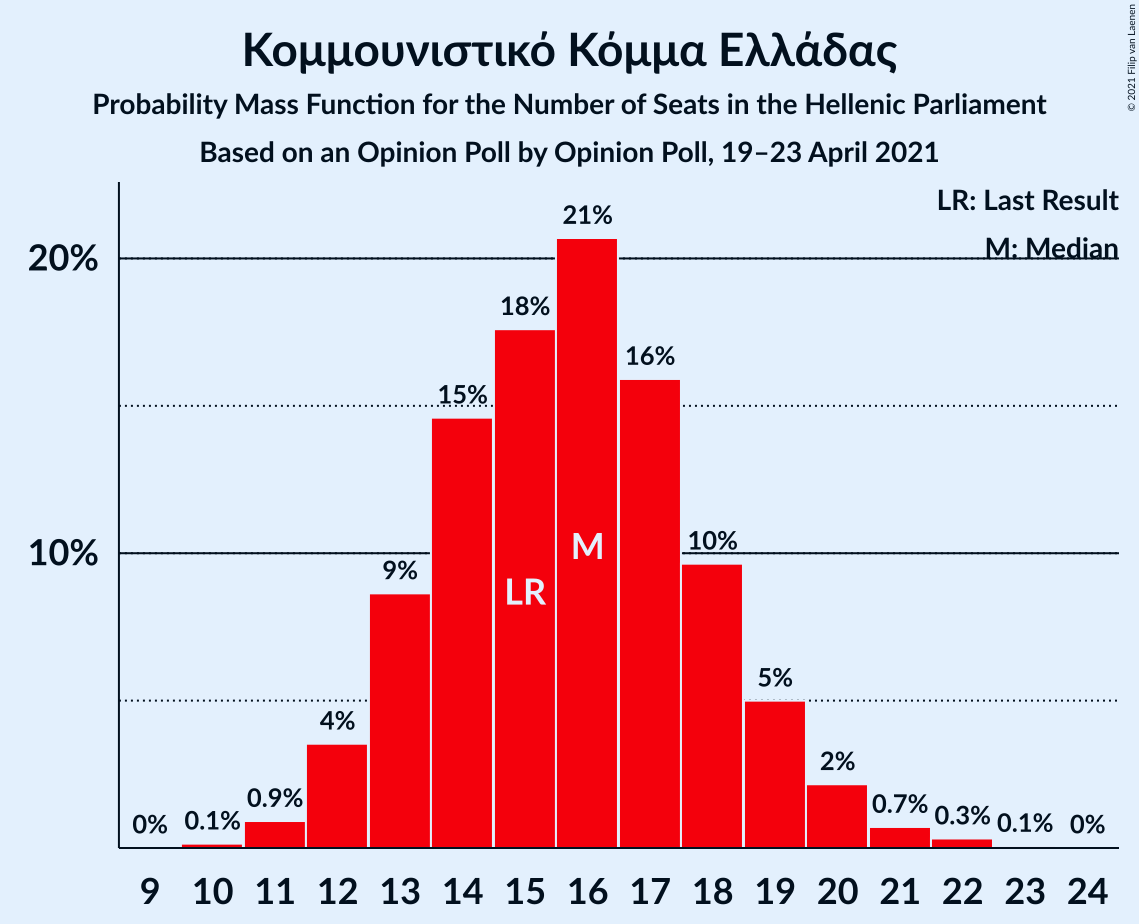 Κομμουνιστικό Κόμμα Ελλάδας
Probability Mass Function for the Number of Seats in the Hellenic Parliament
Based on an Opinion Poll by Opinion Poll, 19–23 April 2021
© 2021 Filip van Laenen
LR: Last Result
M: Median
20%
10%
0%
0.1%
0.9%
4%
9%
15%
18%
21%
16%
10%
5%
2%
0.7%
0.3%
0.1%
0%
LR
M
9 10 11 12 13 14 15 16 17 18 19 20 21 22 23 24